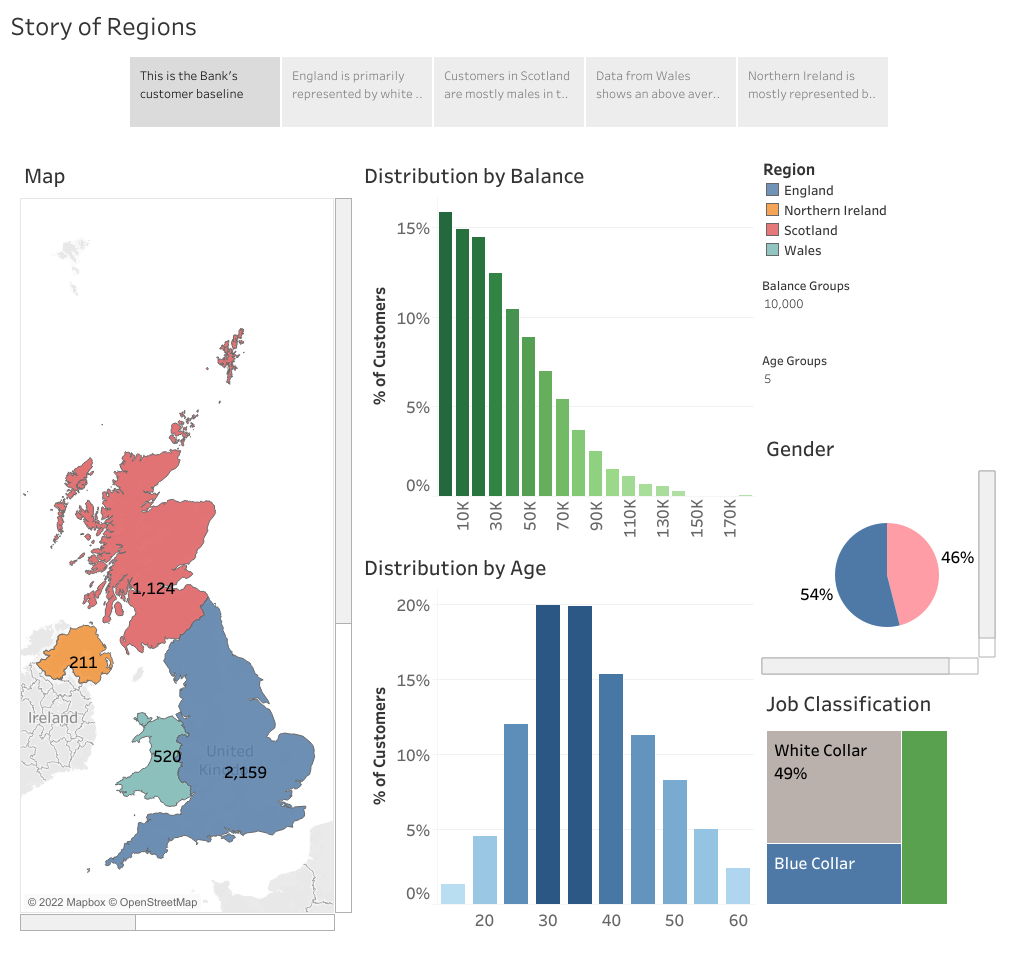 Story of Regions
This is the Bank's
customer baseline
England is primarily
represented by white ..
Customers in Scotland
are mostly males in t..
Data from Wales
shows an above aver..
Northern Ireland is
mostly represented b..
Map
1,124
211
Ireland
520
United
2,159
© 2022 Mapbox © OpenStreetMap
Distribution by Balance
% of Customers
15%
10%
5%
0%
10K
30K
50K
70K
90K
110K
130K
150K
170K
Distribution by Age
% of Customers
20%
15%
10%
5%
0%
20
30
40
50
60
Region
England
Northern Ireland
Scotland
Wales
Balance Groups
10,000
Age Groups
5
Gender
46%
54%
Job Classification
White Collar
49%
Blue Collar